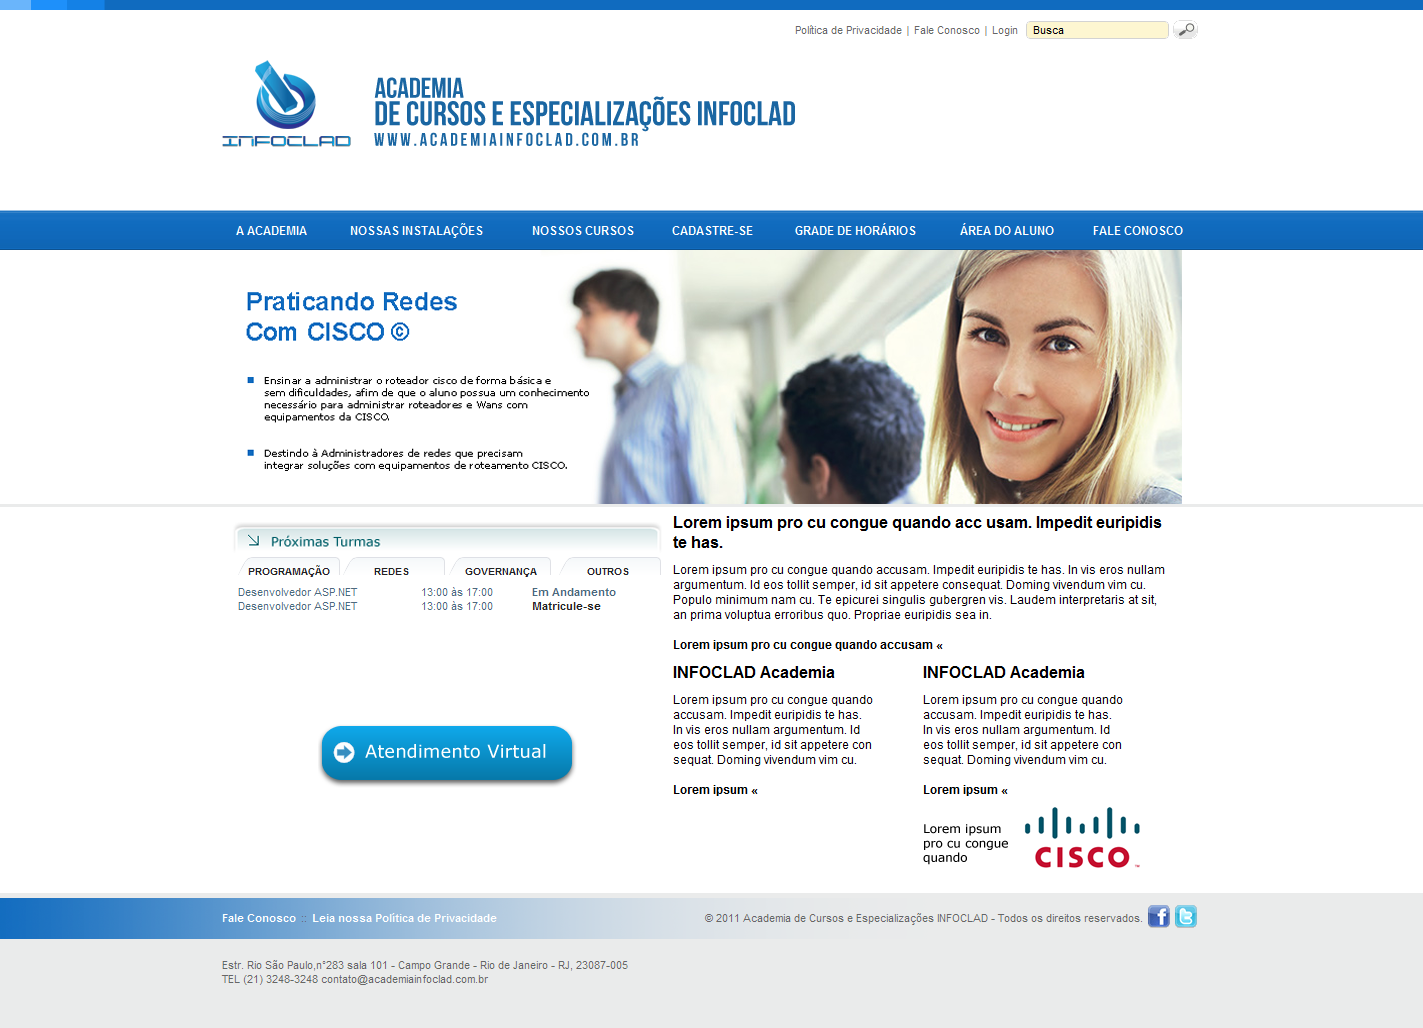 Política de Privacidade | Fale Conosco | Login Busca
INFOCLAD
ACADEMIA
DE CURSOS E ESPECIALIZAÇÕES INFOCLAD
WWW.ACADEMIAINFOCLAD.COM.BR
A ACADEMIA NOSSAS INSTALAÇÕES NOSSOS CURSOS CADASTRE-SE GRADE DE HORÁRIOS ÁREA DO ALUNO FALE CONOSCO
Praticando Redes
Com CISCO ©
Ensinar a administrar o roteador cisco de forma básica e
sem dificuldades, afim de que o aluno possua um conhecimento
necessário para administrar roteadores e Wans com
equipamentos da CISCO.
Destindo à Administradores de redes que precisam
integrar soluções com equipamentos de roteamento CISCO.
Próximas Turmas
PROGRAMAÇÃO REDES GOVERNANÇA OUTROS
Desenvolvedor ASP.NET 13:00 às 17:00 Em Andamento
Desenvolvedor ASP.NET 13:00 às 17:00 Matricule-se
Atendimento Virtual
Lorem ipsum pro cu congue quando acc usam. Impedit euripidis
te has.
Lorem ipsum pro cu congue quando accusam. Impedit euripidis te has. In vis eros nullam
argumentum. Id eos tollit semper, id sit appetere consequat. Doming vivendum vim cu.
Populo minimum nam cu. Te epicurei singulis gubergren vis. Laudem interpretaris at sit,
an prima voluptua erroribus quo. Propriae euripidis sea in.
Lorem ipsum pro cu congue quando accusam «
INFOCLAD Academia
Lorem ipsum pro cu congue quando
accusam. Impedit euripidis te has.
In vis eros nullam argumentum. Id
eos tollit semper, id sit appetere con
sequat. Doming vivendum vim cu.
Lorem ipsum «
INFOCLAD Academia
Lorem ipsum pro cu congue quando
accusam. Impedit euripidis te has.
In vis eros nullam argumentum. Id
eos tollit semper, id sit appetere con
sequat. Doming vivendum vim cu.
Lorem ipsum «
Lorem ipsum
pro cu congue
quando
CISCO™
Fale Conosco :: Leia nossa Política de Privacidade
© 2011 Academia de Cursos e Especializações INFOCLAD - Todos os direitos reservados.
Estr. Rio São Paulo,n°283 sala 101 - Campo Grande - Rio de Janeiro - RJ, 23087-005
TEL (21) 3248-3248 contato@academiainfoclad.com.br